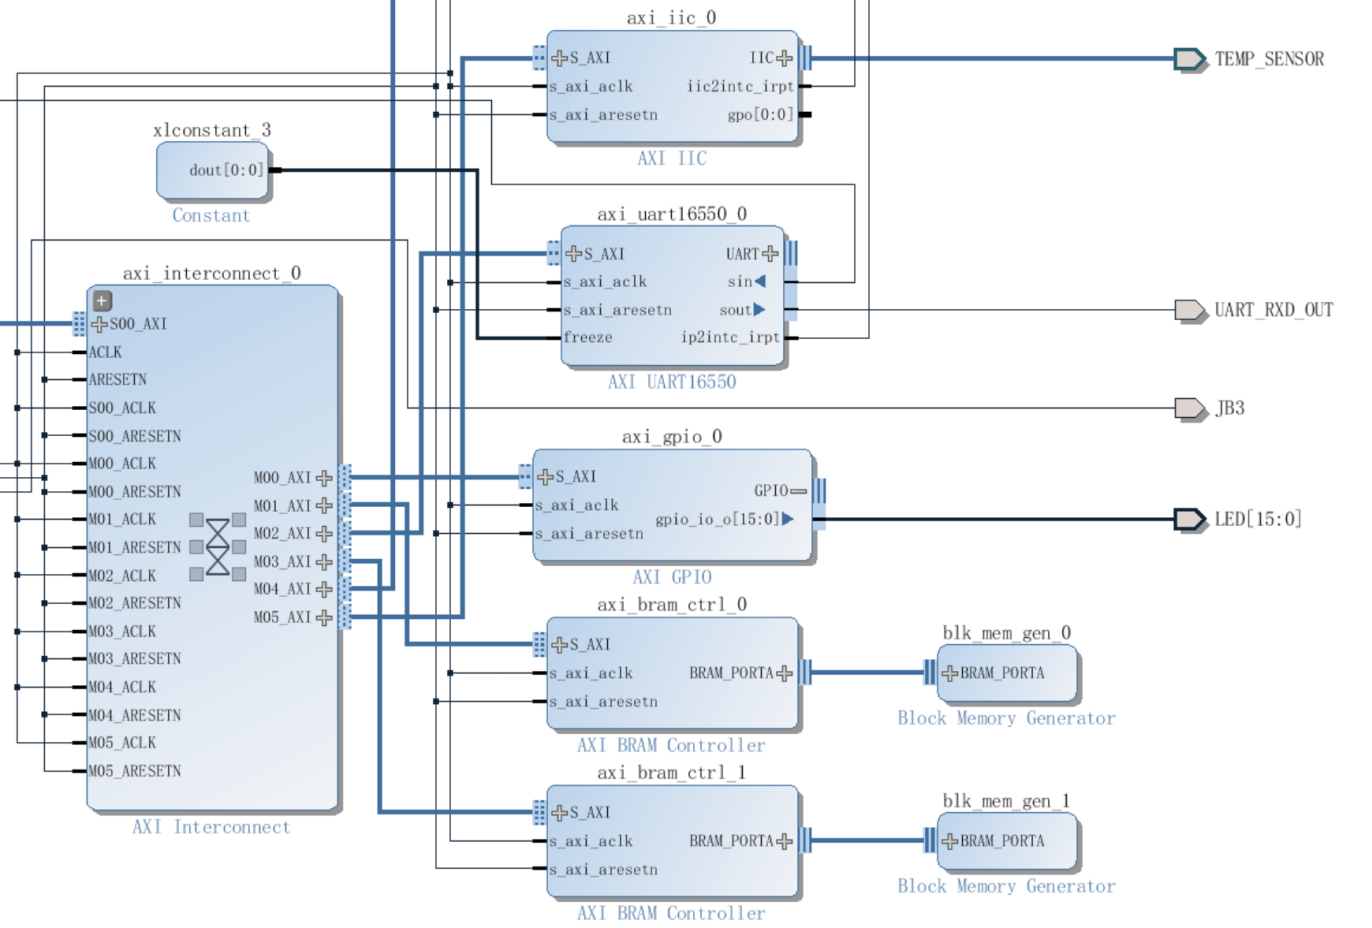 axi_iic_0
S_AXI
IIC
TEMP_SENSOR
s_axi_aclk
iic2intc_irpt
s_axi_aresetn
gpo[0:0]
AXI IIC
xlconstant_3
dout[0:0]
Constant
axi_uart16550_0
S_AXI
UART
s_axi_aclk
sin
s_axi_aresetn
sout
UART_RXD_OUT
freeze
ip2intc_irpt
AXI UART16550
JB3
axi_interconnect_0
S00_AXI
ACLK
ARESETN
S00_ACLK
S00_ARESETN
M00_ACLK
M00_ARESETN
M01_ACLK
M01_ARESETN
M02_ACLK
M02_ARESETN
M03_ACLK
M03_ARESETN
M04_ACLK
M04_ARESETN
M05_ACLK
M05_ARESETN
M00_AXI
M01_AXI
M02_AXI
M03_AXI
M04_AXI
M05_AXI
AXI Interconnect
axi_gpio_0
S_AXI
GPIO
s_axi_aclk
gpio_io_o[15:0]
LED[15:0]
s_axi_aresetn
AXI GPIO
axi_bram_ctrl_0
S_AXI
s_axi_aclk
BRAM_PORTA
s_axi_aresetn
AXI BRAM Controller
blk_mem_gen_0
BRAM_PORTA
Block Memory Generator
axi_bram_ctrl_1
S_AXI
s_axi_aclk
BRAM_PORTA
s_axi_aresetn
AXI BRAM Controller
blk_mem_gen_1
BRAM_PORTA
Block Memory Generator